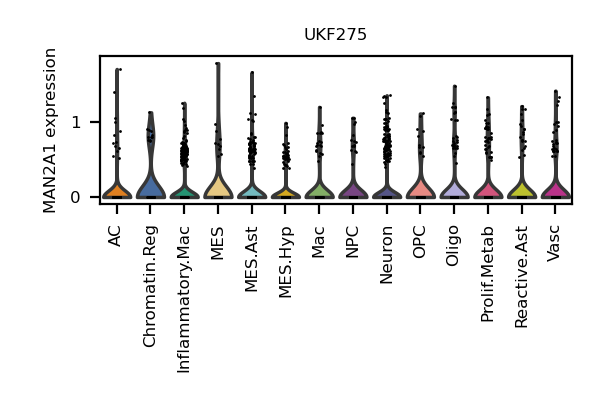 UKF275
MAN2A1 expression
1
0
AC
Chromatin.Reg
Inflammatory.Mac
MES
MES.Ast
MES.Hyp
Mac
NPC
Neuron
OPC
Oligo
Prolif.Metab
Reactive.Ast
Vasc